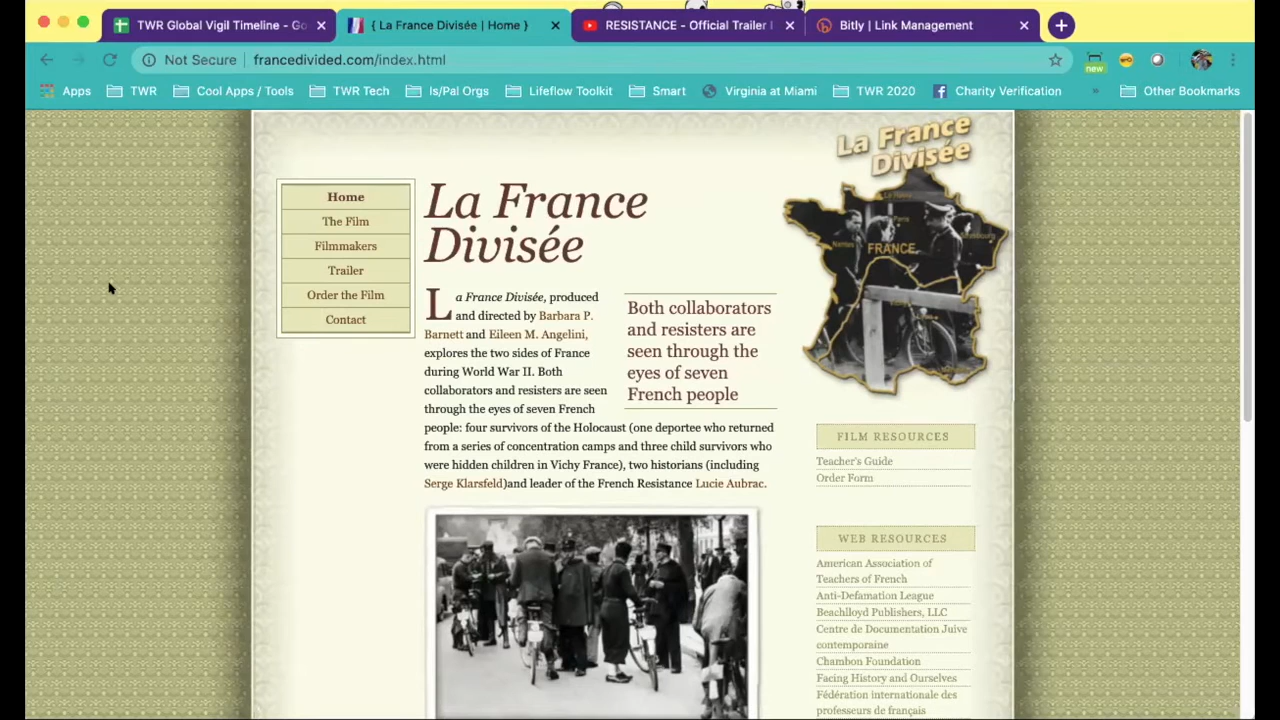 TWR Global Vigil Timeline - Go
{ La France Divisée | Home }
RESISTANCE - Official Trailer
Bitly | Link Management
Not Secure
francedivided.com/index.html
new
Apps
TWR
Cool Apps / Tools
TWR Tech
Is/Pal Orgs
Lifeflow Toolkit
Smart
Virginia at Miami
TWR 2020
Charity Verification
»
Other Bookmarks
La France
Divisée
Home
The Film
Filmmakers
Trailer
Order the Film
Contact
La France
Divisée
La France Divisée, produced
and directed by Barbara P.
Barnett and Eileen M. Angelini,
explores the two sides of France
during World War II. Both
collaborators and resisters are seen
through the eyes of seven French
people: four survivors of the Holocaust (one deportee who returned
from a series of concentration camps and three child survivors who
were hidden children in Vichy France), two historians (including
Serge Klarsfeld)and leader of the French Resistance Lucie Aubrac.
Both collaborators
and resisters are
seen through the
eyes of seven
French people
Paris
Nantes
FRANCE
FILM RESOURCES
Teacher's Guide
Order Form
WEB RESOURCES
American Association of
Teachers of French
Anti-Defamation League
Beachlloyd Publishers, LLC
Centre de Documentation Juive
contemporaine
Chambon Foundation
Facing History and Ourselves
Fédération internationale des
professeurs de français